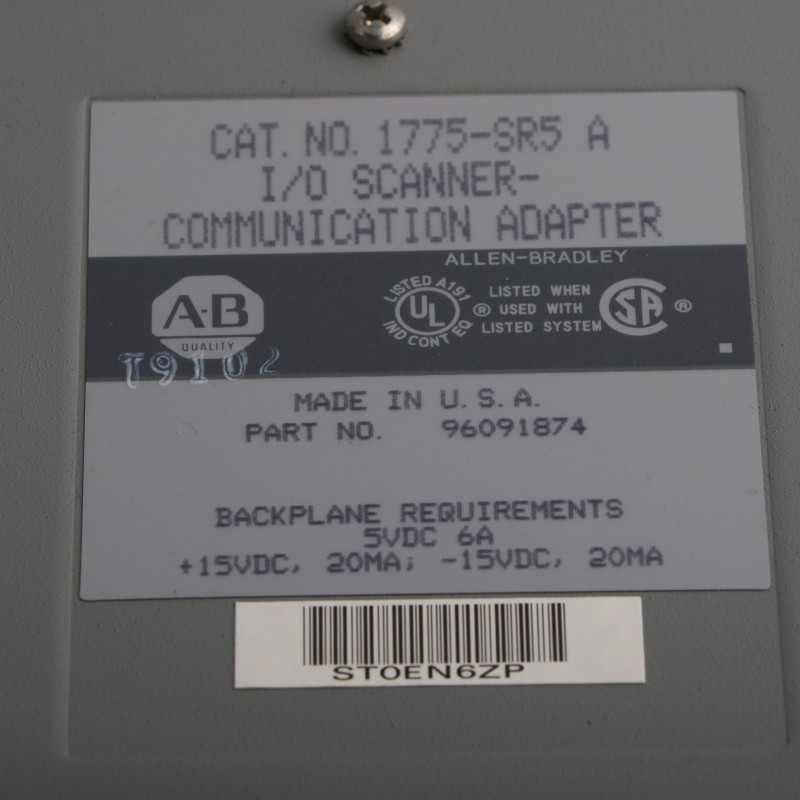 CAT. NO. 1775-SR5 A
I/O SCANNER-
COMMUNICATION ADAPTER
ALLEN-BRADLEY
A-B
QUALITY
LISTED A191
UL
IND CONT EQ
®
LISTED WHEN
USED WITH
LISTED SYSTEM
SA
®
T9102
MADE IN U.S.A.
PART NO. 96091874
BACKPLANE REQUIREMENTS
5VDC 6A
+15VDC, 20MA; -15VDC, 20MA
STOEN6ZP